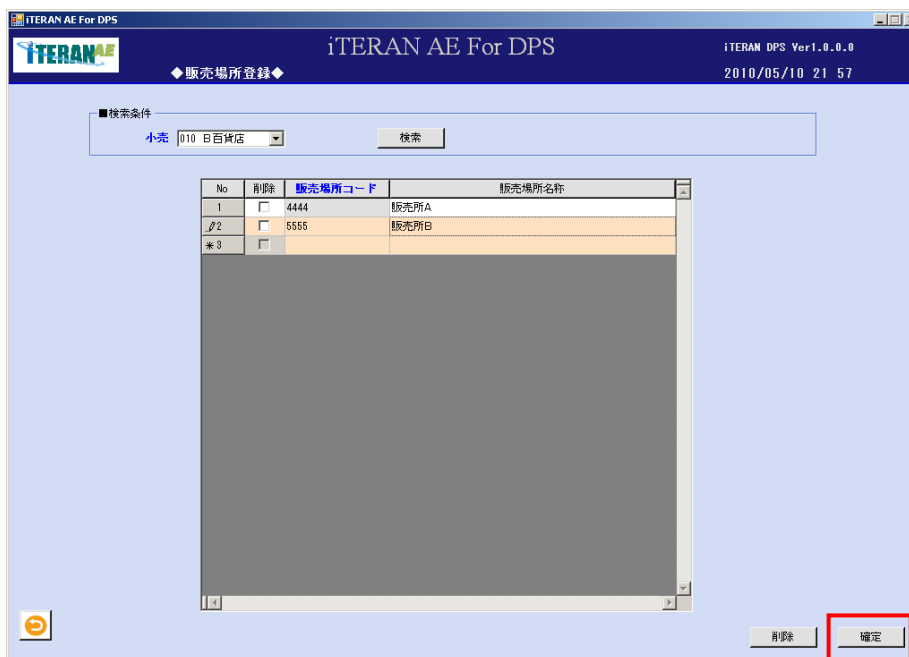 iTERAN AE For DPS
iTERAN AE
iTERAN AE For DPS
iTERAN DPS Ver1.0.0.0
◆販売場所登録◆
2010/05/10 21 57
■検索条件
小売 010 B百貨店 検索
No 削除 販売場所コード 販売場所名称
1 4444 販売所A
2 5555 販売所B
* 3
削除 確定